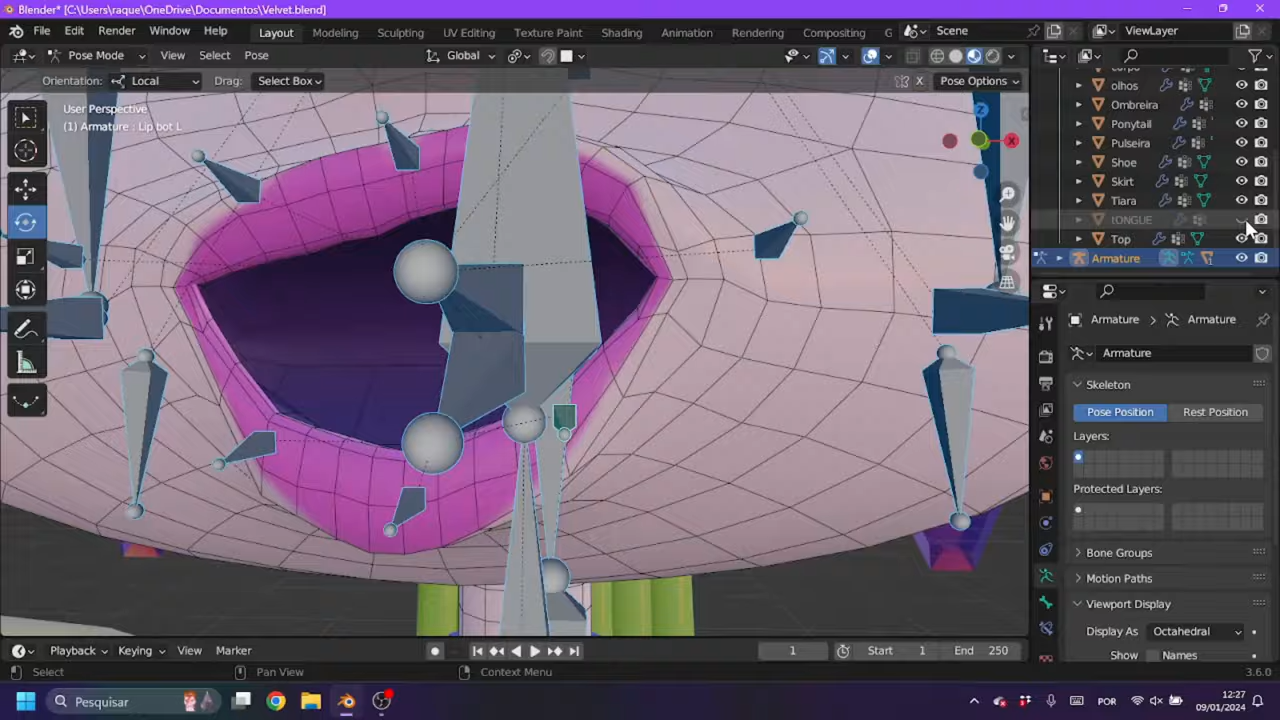 Blender* [C:\Users\raque\OneDrive\Documentos\Velvet.blend]
File Edit Render Window Help Layout Modeling Sculpting UV Editing Texture Paint Shading Animation Rendering Compositing G Scene ViewLayer
Pose Mode View Select Pose Global
Orientation: Local Drag: Select Box X Pose Options
User Perspective
(1) Armature : Lip bot L
Z
X
olhos
Ombreira
Ponytail
Pulseira
Shoe
Skirt
Tiara
tONGUE
Top
Armature
Armature > Armature
Armature
Skeleton
Pose Position Rest Position
Layers:
Protected Layers:
Bone Groups
Motion Paths
Viewport Display
Display As Octahedral
Show Names
Playback Keying View Marker 1 Start 1 End 250
Select Pan View Context Menu 3.6.0
Pesquisar POR 12:27
09/01/2024